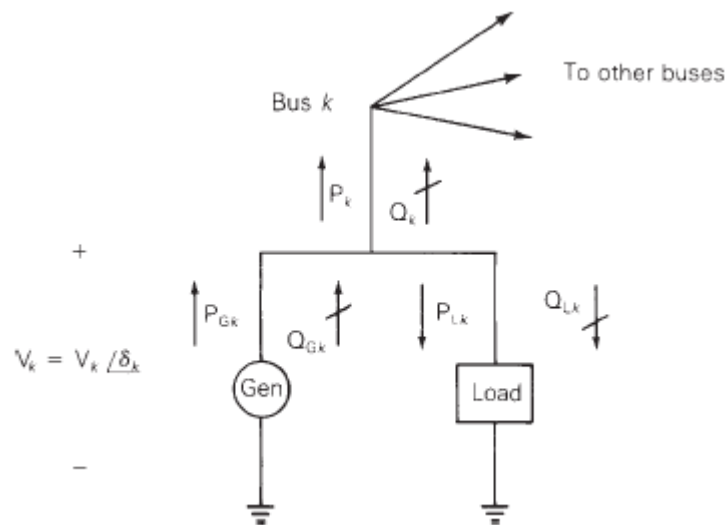 To other buses
Bus k
P_k
Q_k
+
P_Gk
Q_Gk
P_Lk
Q_Lk
V_k = V_k /δ_k
Gen
Load
−